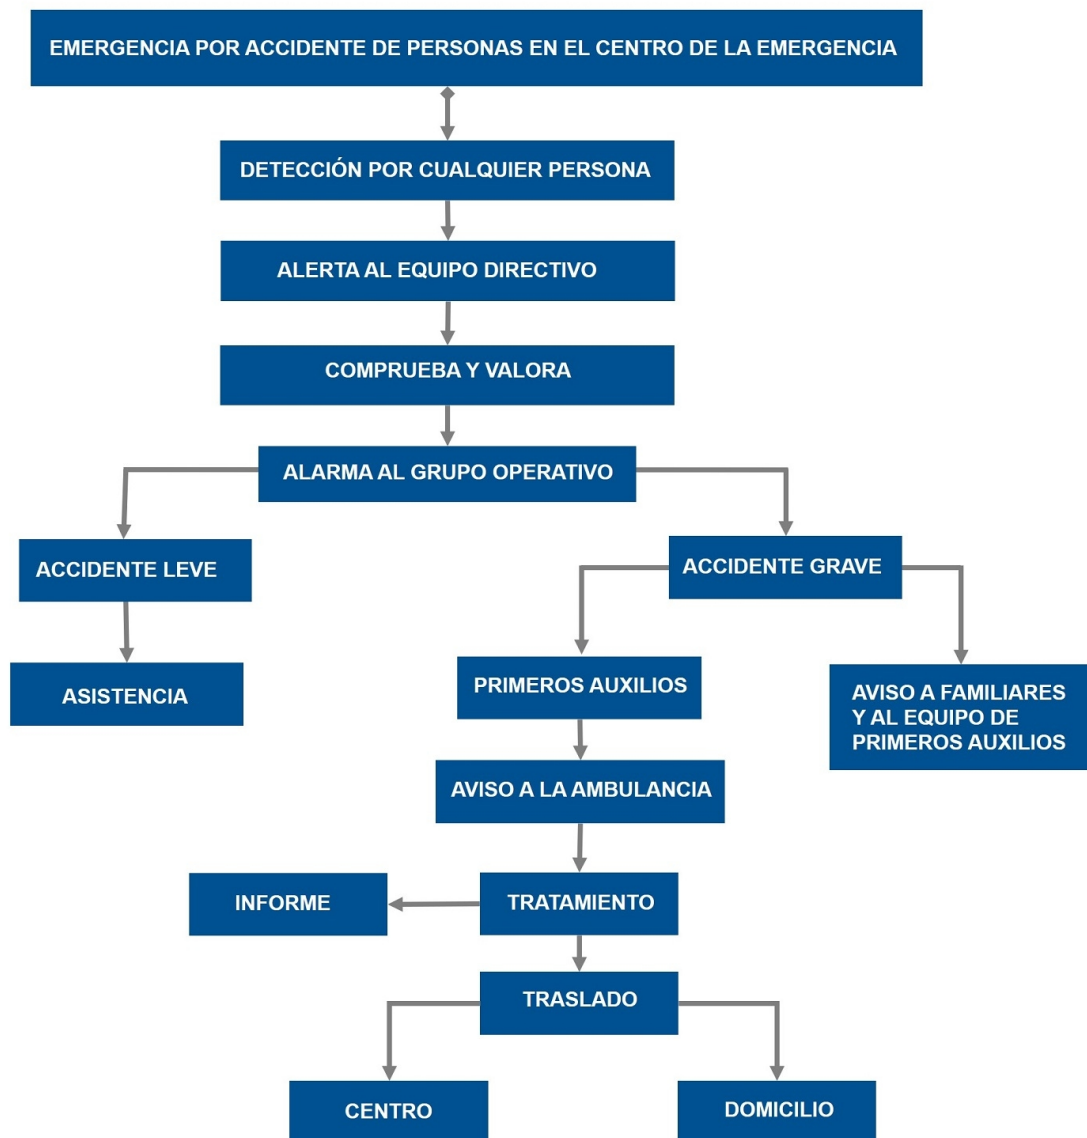 EMERGENCIA POR ACCIDENTE DE PERSONAS EN EL CENTRO DE LA EMERGENCIA
DETECCIÓN POR CUALQUIER PERSONA
ALERTA AL EQUIPO DIRECTIVO
COMPRUEBA Y VALORA
ALARMA AL GRUPO OPERATIVO
ACCIDENTE LEVE
ACCIDENTE GRAVE
ASISTENCIA
PRIMEROS AUXILIOS
AVISO A FAMILIARES
Y AL EQUIPO DE
PRIMEROS AUXILIOS
AVISO A LA AMBULANCIA
INFORME
TRATAMIENTO
TRASLADO
CENTRO
DOMICILIO